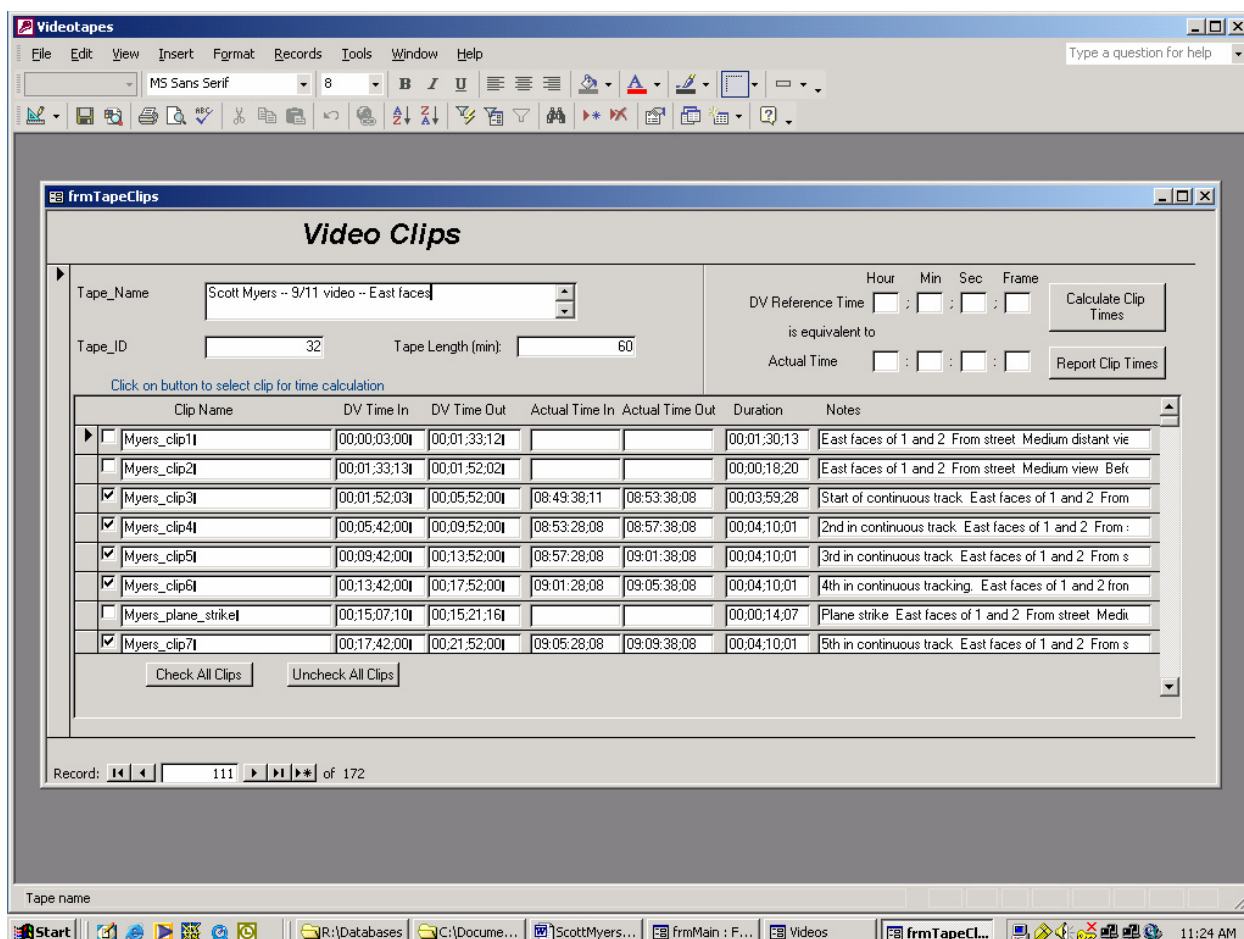 Videotapes
File Edit View Insert Format Records Tools Window Help Type a question for help
MS Sans Serif 8 B I U A
frmTapeClips
Video Clips
Tape_Name Scott Myers -- 9/11 video -- East faces
Hour Min Sec Frame
DV Reference Time ; ; ; Calculate Clip Times
is equivalent to
Tape_ID 32 Tape Length (min): 60
Actual Time : : : Report Clip Times
Click on button to select clip for time calculation
Clip Name DV Time In DV Time Out Actual Time In Actual Time Out Duration Notes
Myers_clip1 00;00;03;00 00;01;33;12 00;01;30;13 East faces of 1 and 2 From street Medium distant vie
Myers_clip2 00;01;33;13 00;01;52;02 00;00;18;20 East faces of 1 and 2 From street Medium view Befo
Myers_clip3 00;01;52;03 00;05;52;00 08:49:38;11 08:53:38;08 00;03;59;28 Start of continuous track East faces of 1 and 2 From
Myers_clip4 00;05;42;00 00;09;52;00 08:53:28;08 08:57:38;08 00;04;10;01 2nd in continuous track East faces of 1 and 2 From
Myers_clip5 00;09;42;00 00;13;52;00 08:57:28;08 09:01:38;08 00;04;10;01 3rd in continuous track East faces of 1 and 2 From s
Myers_clip6 00;13;42;00 00;17;52;00 09:01:28;08 09:05:38;08 00;04;10;01 4th in continuous tracking. East faces of 1 and 2 fron
Myers_plane_strike 00;15;07;10 00;15;21;16 00;00;14;07 Plane strike East faces of 1 and 2 From street Mediu
Myers_clip7 00;17;42;00 00;21;52;00 09:05:28;08 09:09:38;08 00;04;10;01 5th in continuous track East faces of 1 and 2 From s
Check All Clips Uncheck All Clips
Record: 111 of 172
Tape name
Start R:\Databases C:\Docume... ScottMyers... frmMain : F... Videos frmTapeCl... 11:24 AM